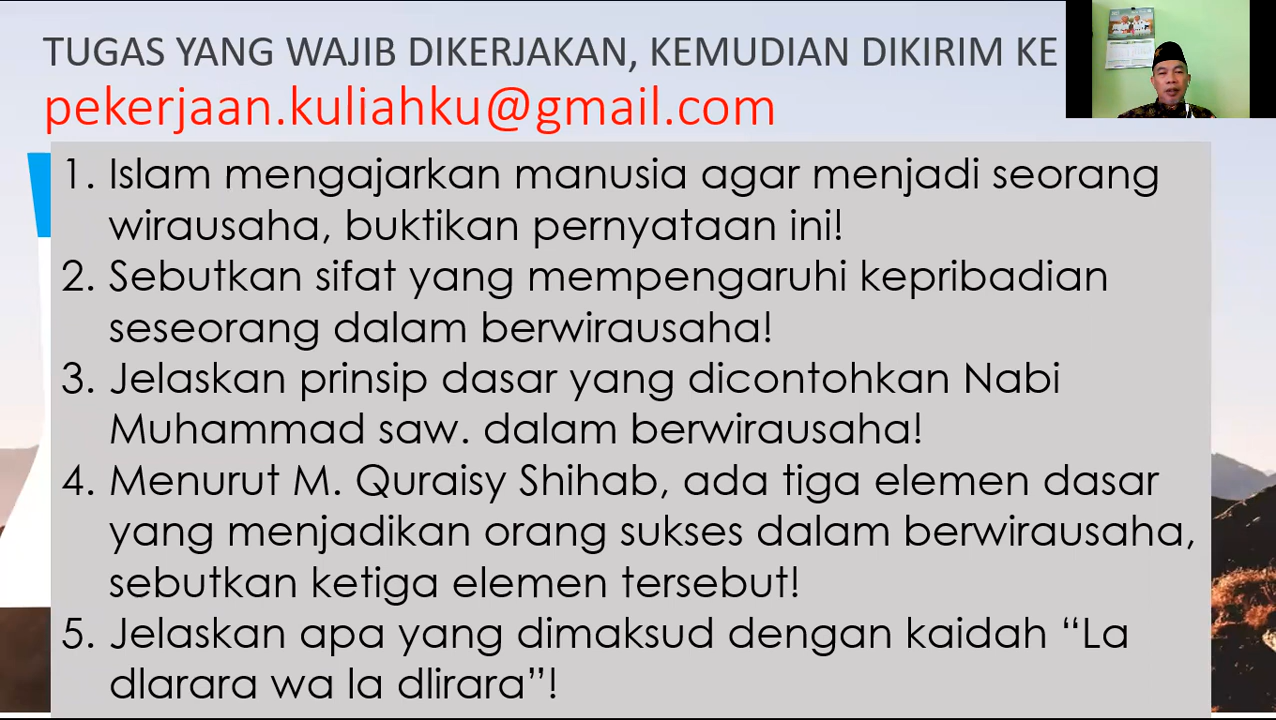 TUGAS YANG WAJIB DKERJAKAN, KEMUDIAN DIKIRIM KE
pekerjaan.kuliahku@gmail.com
1. Islam mengajarkan manusia agar menjadi seorang
wirausaha, buktikan pernyataan ini!
2. Sebutkan sifat yang mempengaruhi kepribadian
seseorang dalam berwirausaha!
3. Jelaskan prinsip dasar yang dicontohkan Nabi
Muhammad saw. dalam berwirausaha!
4. Menurut M. Quraisy Shihab, ada tiga elemen dasar
yang menjadikan orang sukses dalam berwirausaha,
sebutkan ketiga elemen tersebut!
5. Jelaskan apa yang dimaksud dengan kaidah “La
dlarara wa la dlirara”!